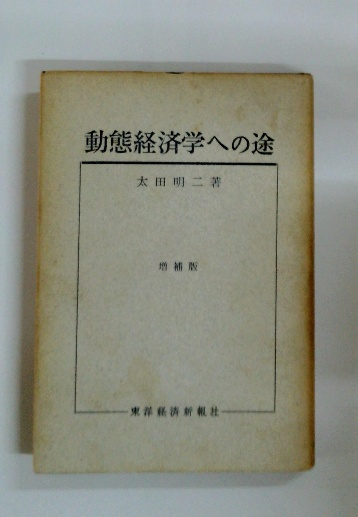 動態経済学への途
太田明二著
増補版
東洋経済新報社